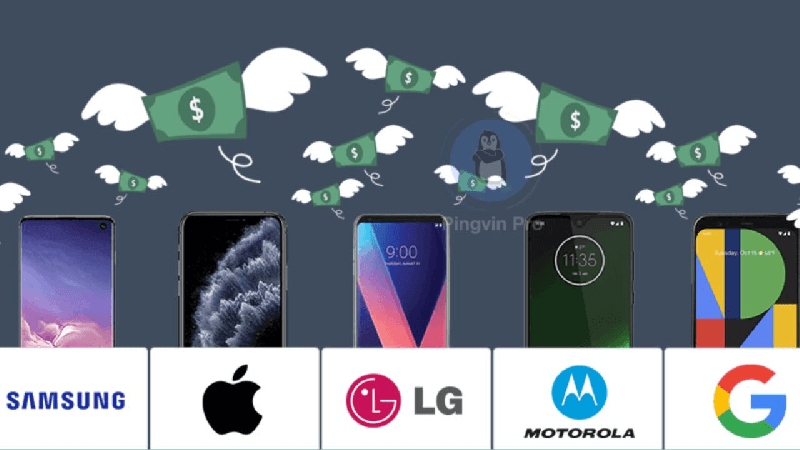 $
$
$
$
$
$
$
$
$
$
Pingvin Pro
9:00
11:35
SAMSUNG
LG
MOTOROLA
G